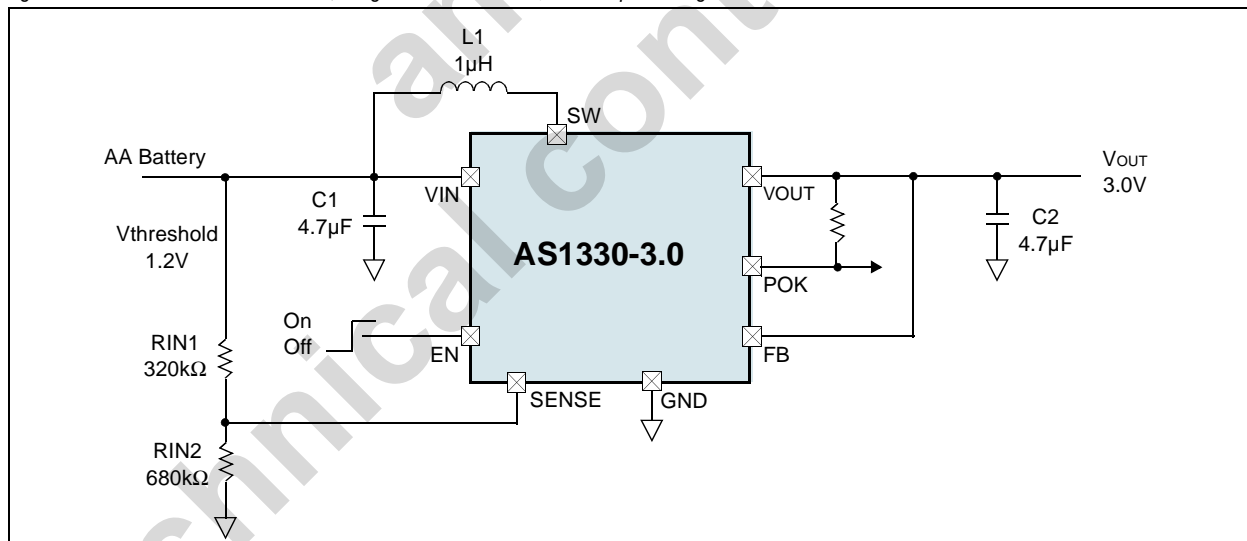 L1
1µH
SW
AA Battery
VIN
VOUT
VOUT
3.0V
C1
4.7µF
C2
4.7µF
Vthreshold
1.2V
AS1330-3.0
POK
On
Off
EN
FB
RIN1
320kΩ
SENSE
GND
RIN2
680kΩ